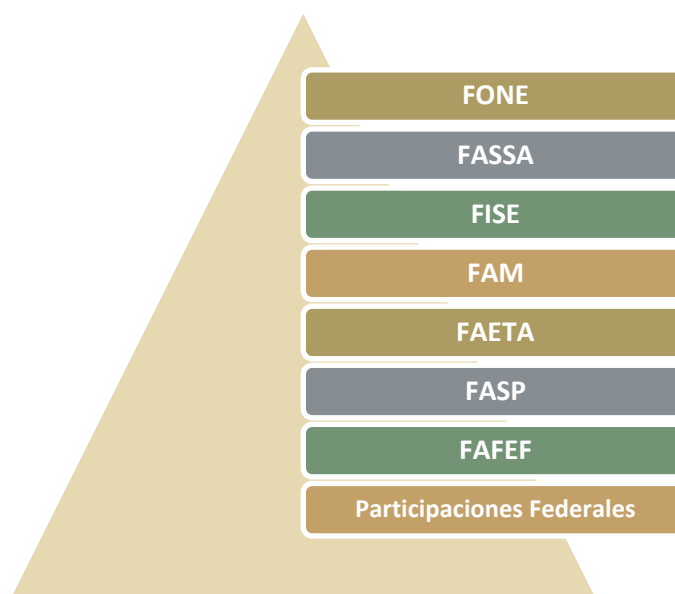 FONE
FASSA
FISE
FAM
FAETA
FASP
FAFEF
Participaciones Federales